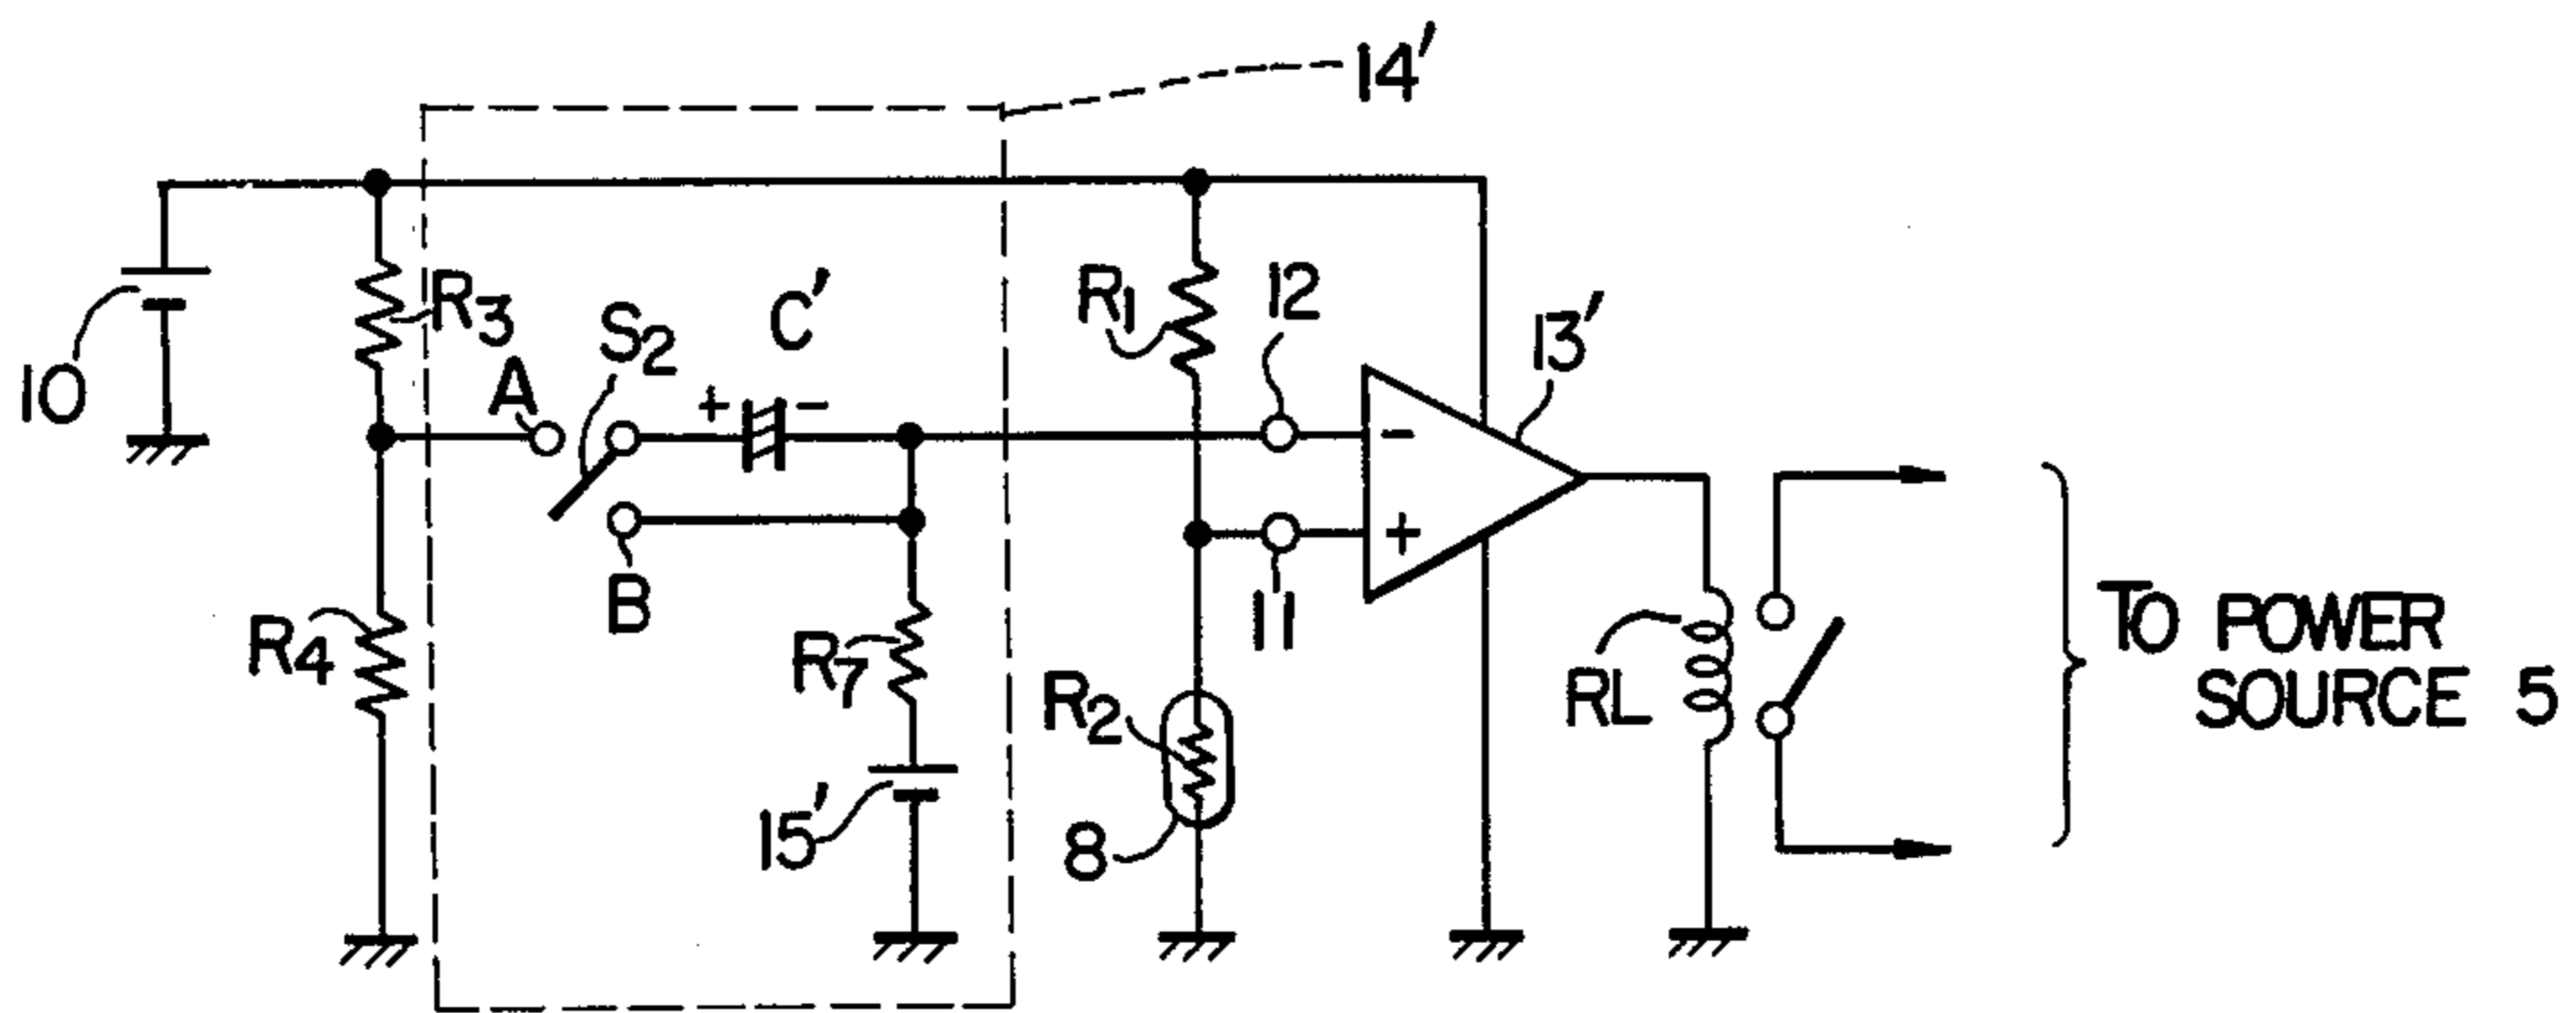 14'
10
R3
A
S2
C'
+ -
R1
12
13'
-
+
B
11
R4
R7
R2
15'
8
RL
TO POWER
SOURCE 5